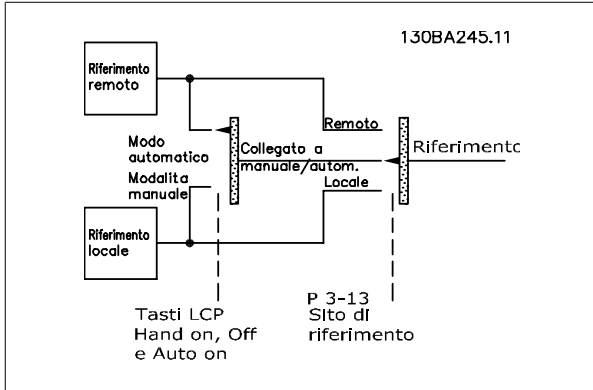 130BA245.11
Riferimento
remoto
Remoto
Modo
automatico
Collegato a
manuale/autom.
Riferimento
Modalita
manuale
Locale
Riferimento
locale
Tasti LCP
Hand on, Off
e Auto on
P 3-13
Sito di
riferimento